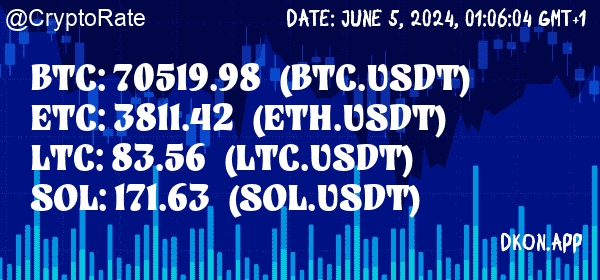 @CryptoRate
DATE: JUNE 5, 2024, 01:06:04 GMT+1
BTC: 70519.98 (BTC.USDT)
ETC: 3811.42 (ETH.USDT)
LTC: 83.56 (LTC.USDT)
SOL: 171.63 (SOL.USDT)
DKON.APP